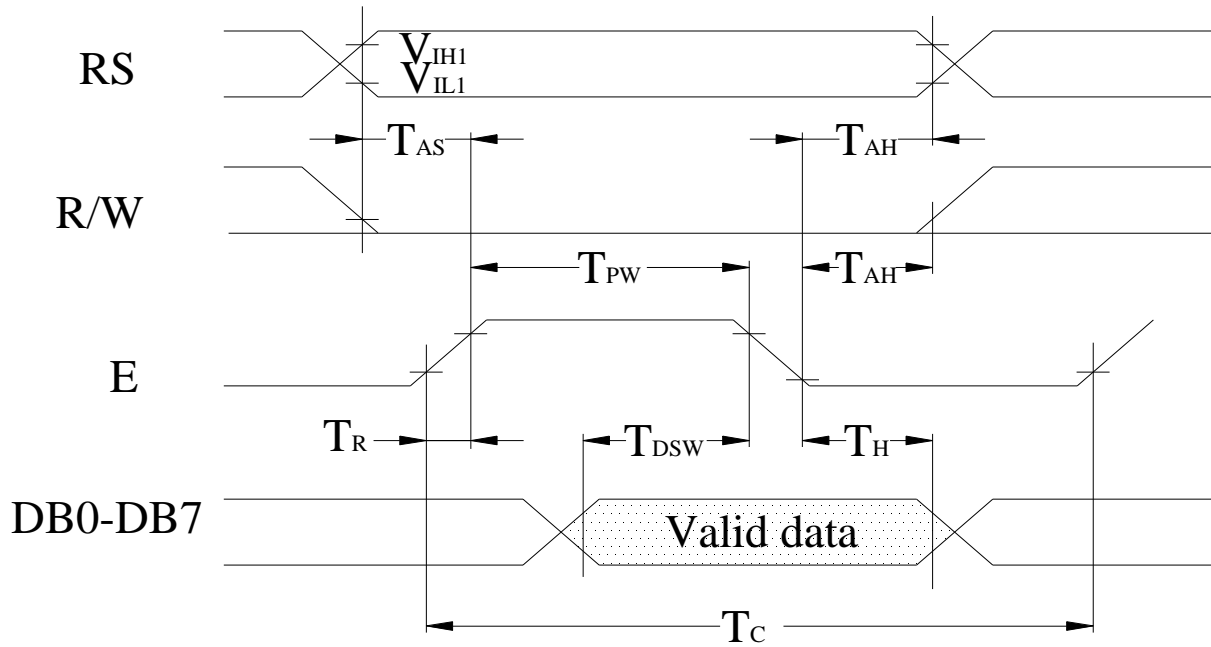 RS
VIH1
VIL1
TAS
TAH
R/W
TPW
TAH
E
TR
TDSW
TH
DB0-DB7
Valid data
TC